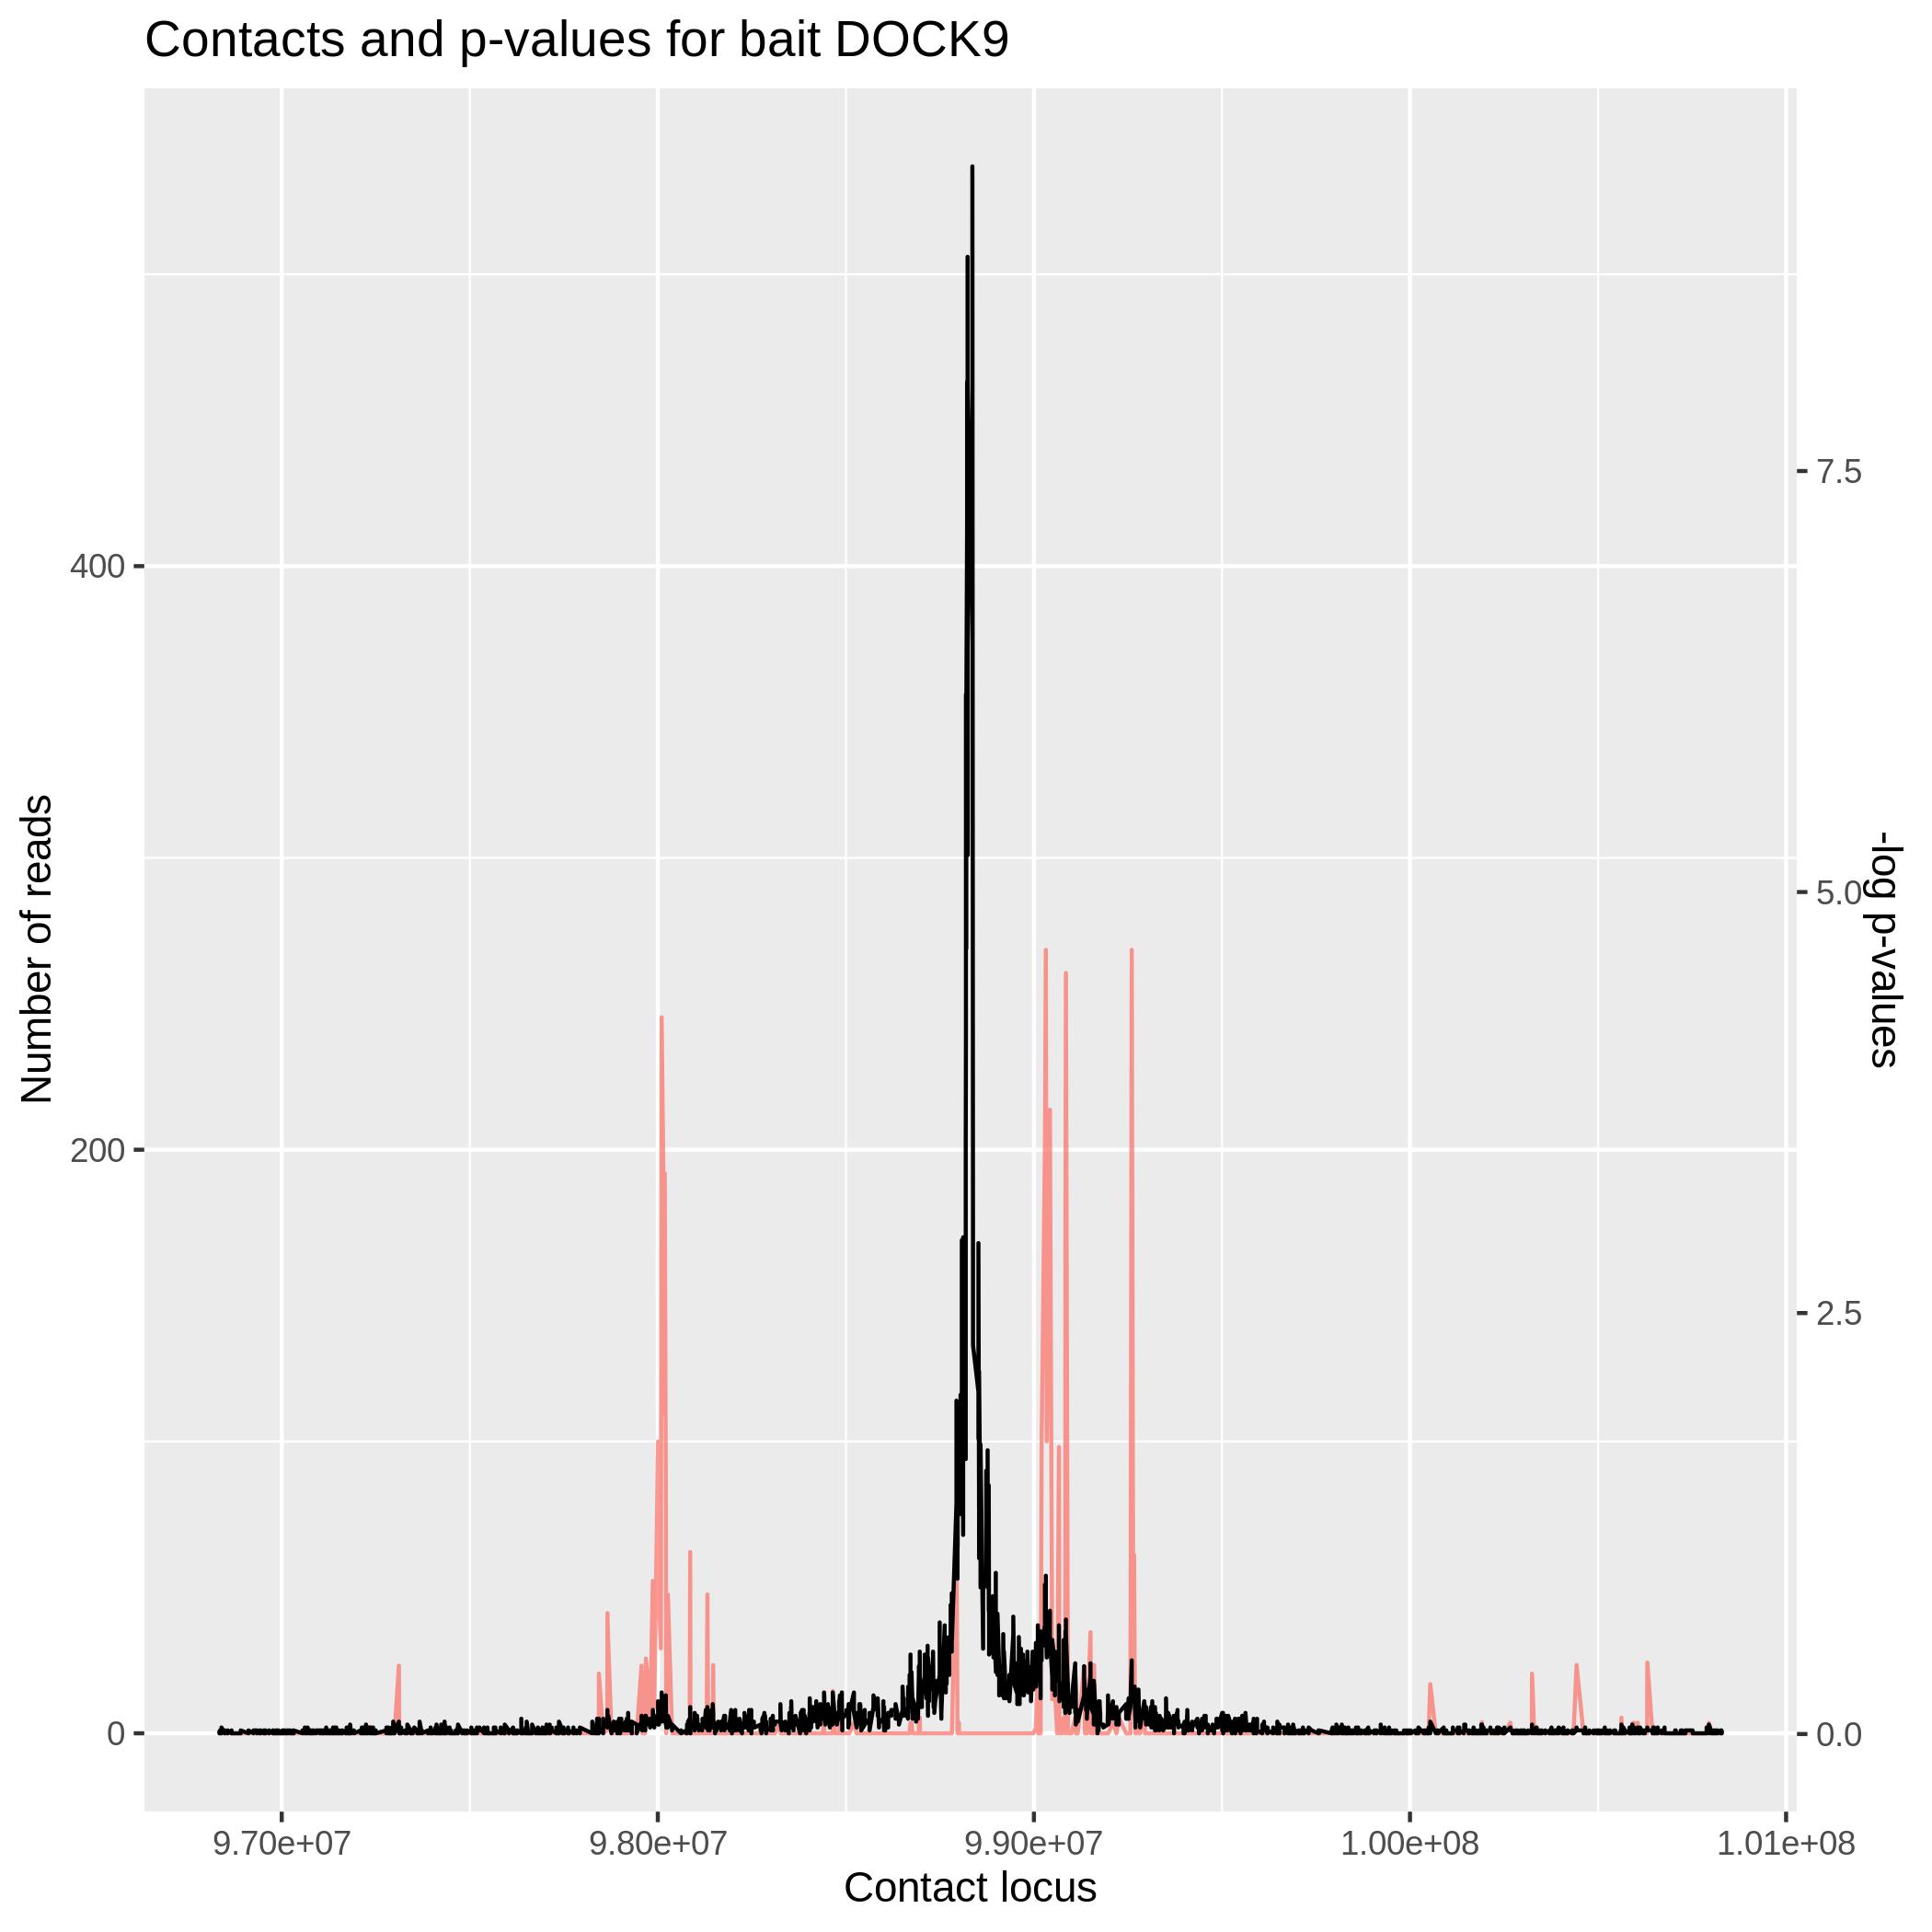 Contacts and p-values for bait DOCK9
Number of reads
400
200
0
7.5
5.0
2.5
0.0
-log p-values
9.70e+07
9.80e+07
9.90e+07
1.00e+08
1.01e+08
Contact locus